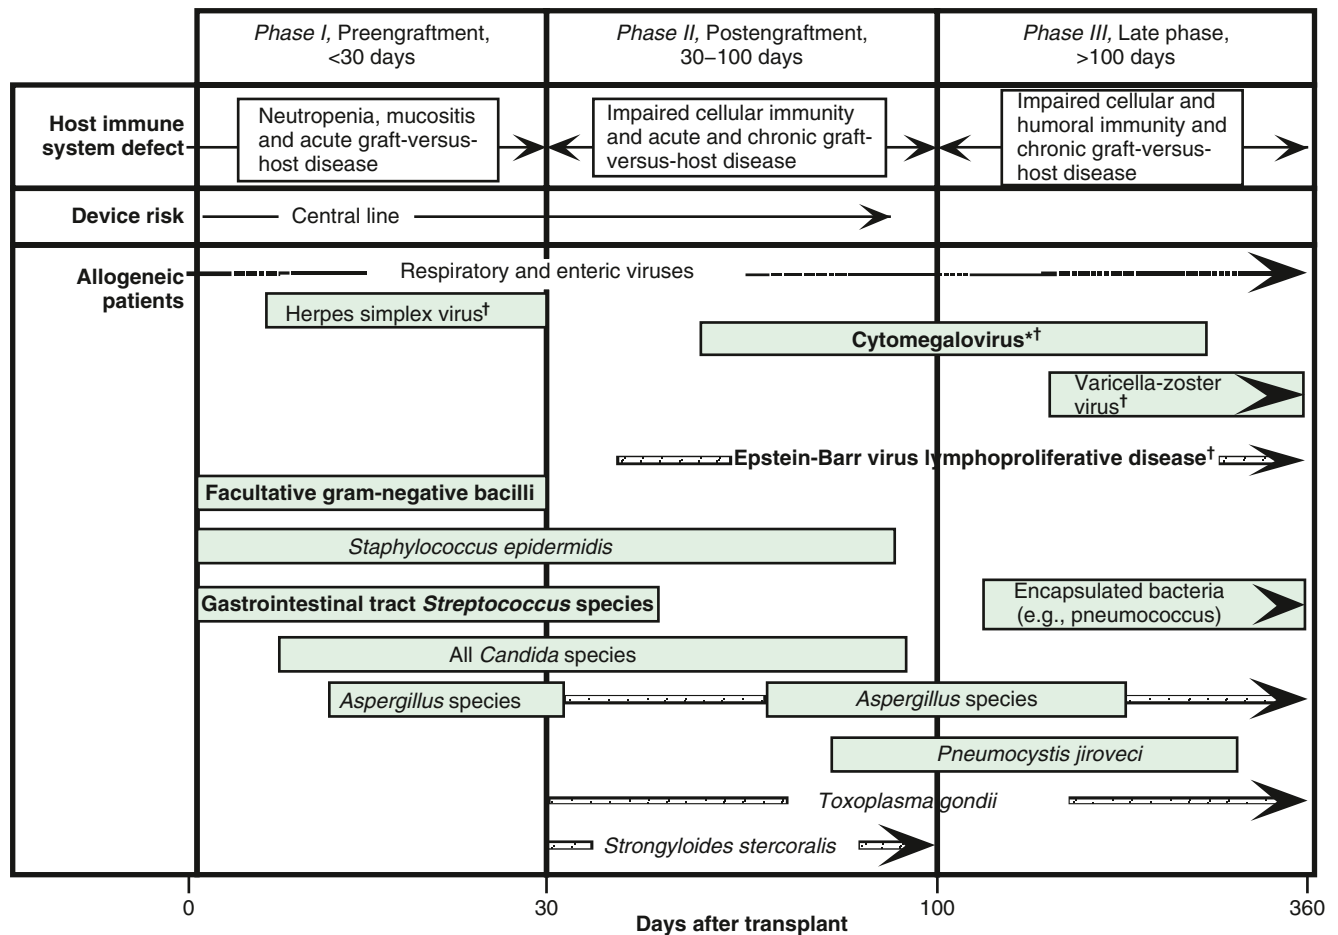 Phase I, Preengraftment,
<30 days
Phase II, Postengraftment,
30–100 days
Phase III, Late phase,
>100 days
Host immune
system defect
Neutropenia, mucositis
and acute graft-versus-
host disease
Impaired cellular immunity
and acute and chronic graft-
versus-host disease
Impaired cellular and
humoral immunity and
chronic graft-versus-
host disease
Device risk
Central line
Allogeneic
patients
Respiratory and enteric viruses
Herpes simplex virus†
Cytomegalovirus*†
Varicella-zoster
virus†
Epstein-Barr virus lymphoproliferative disease†
Facultative gram-negative bacilli
Staphylococcus epidermidis
Gastrointestinal tract Streptococcus species
Encapsulated bacteria
(e.g., pneumococcus)
All Candida species
Aspergillus species
Aspergillus species
Pneumocystis jiroveci
Toxoplasma gondii
Strongyloides stercoralis
0
30
100
360
Days after transplant